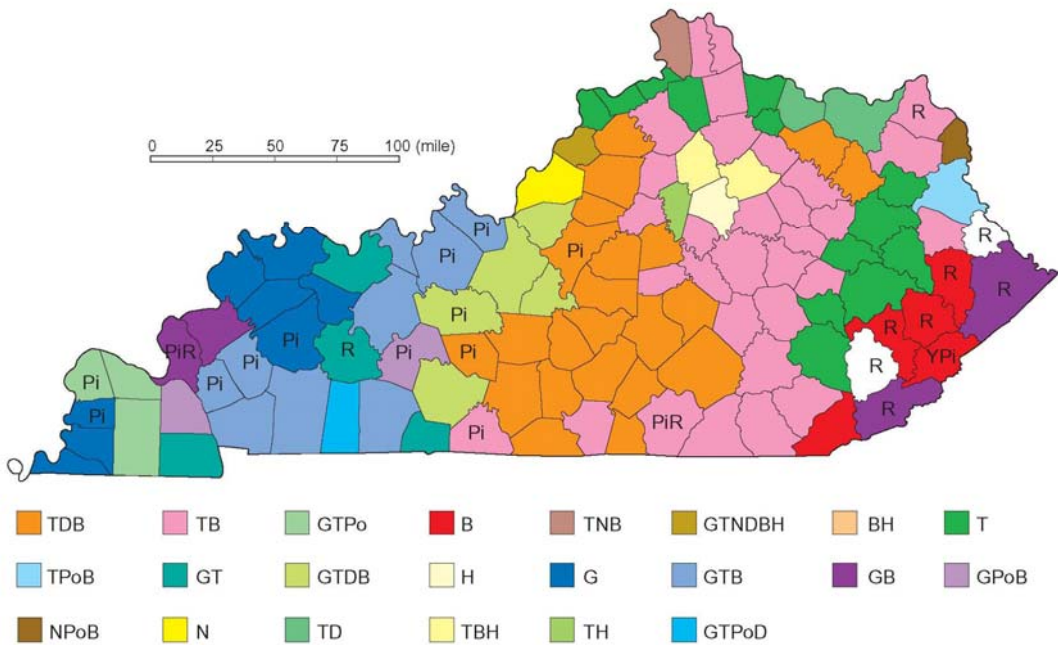 R
0 25 50 75 100 (mile)
Pi
Pi Pi R
Pi R
R
Pi R
PiR Pi R Pi Pi YPi
Pi Pi R
Pi
Pi R
Pi PiR
TDB TB GTPo B TNB GTNDBH BH T
TPoB GT GTDB H G GTB GB GPoB
NPoB N TD TBH TH GTPoD